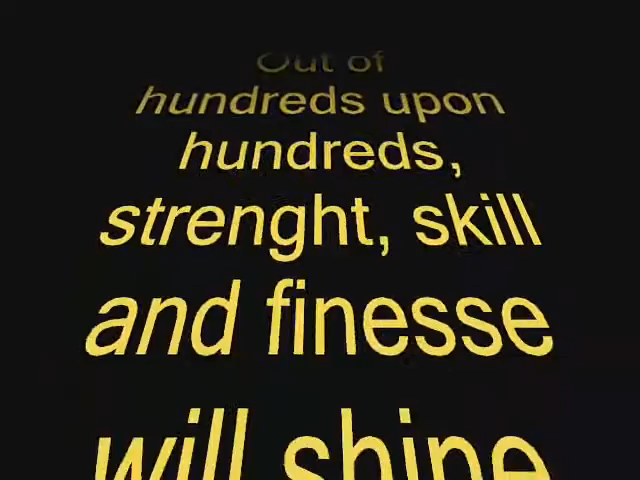 Out of
hundreds upon
hundreds,
strenght, skill
and finesse
will shine